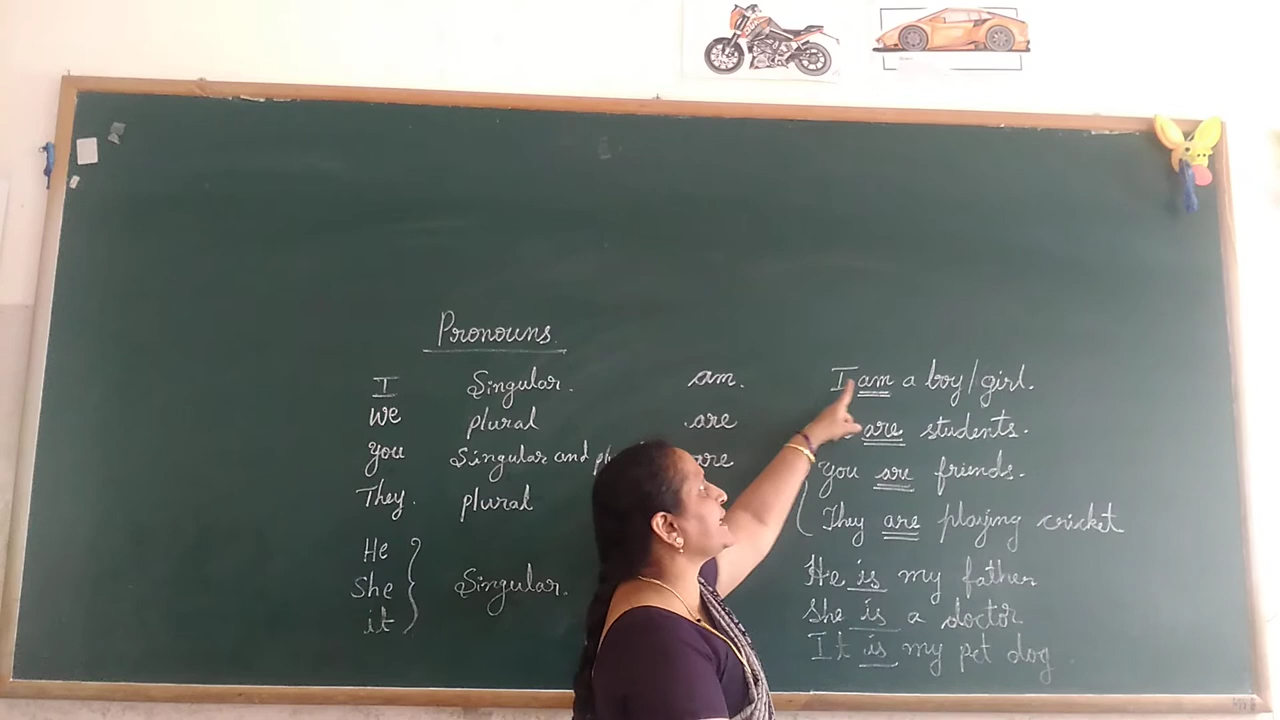 Pronouns.
I Singular. am. I am a boy/girl.
We plural are are students.
you Singular and are you are friends.
They. plural They are playing cricket
He He is my father
She Singular. She is a doctor
it It is my pet dog.